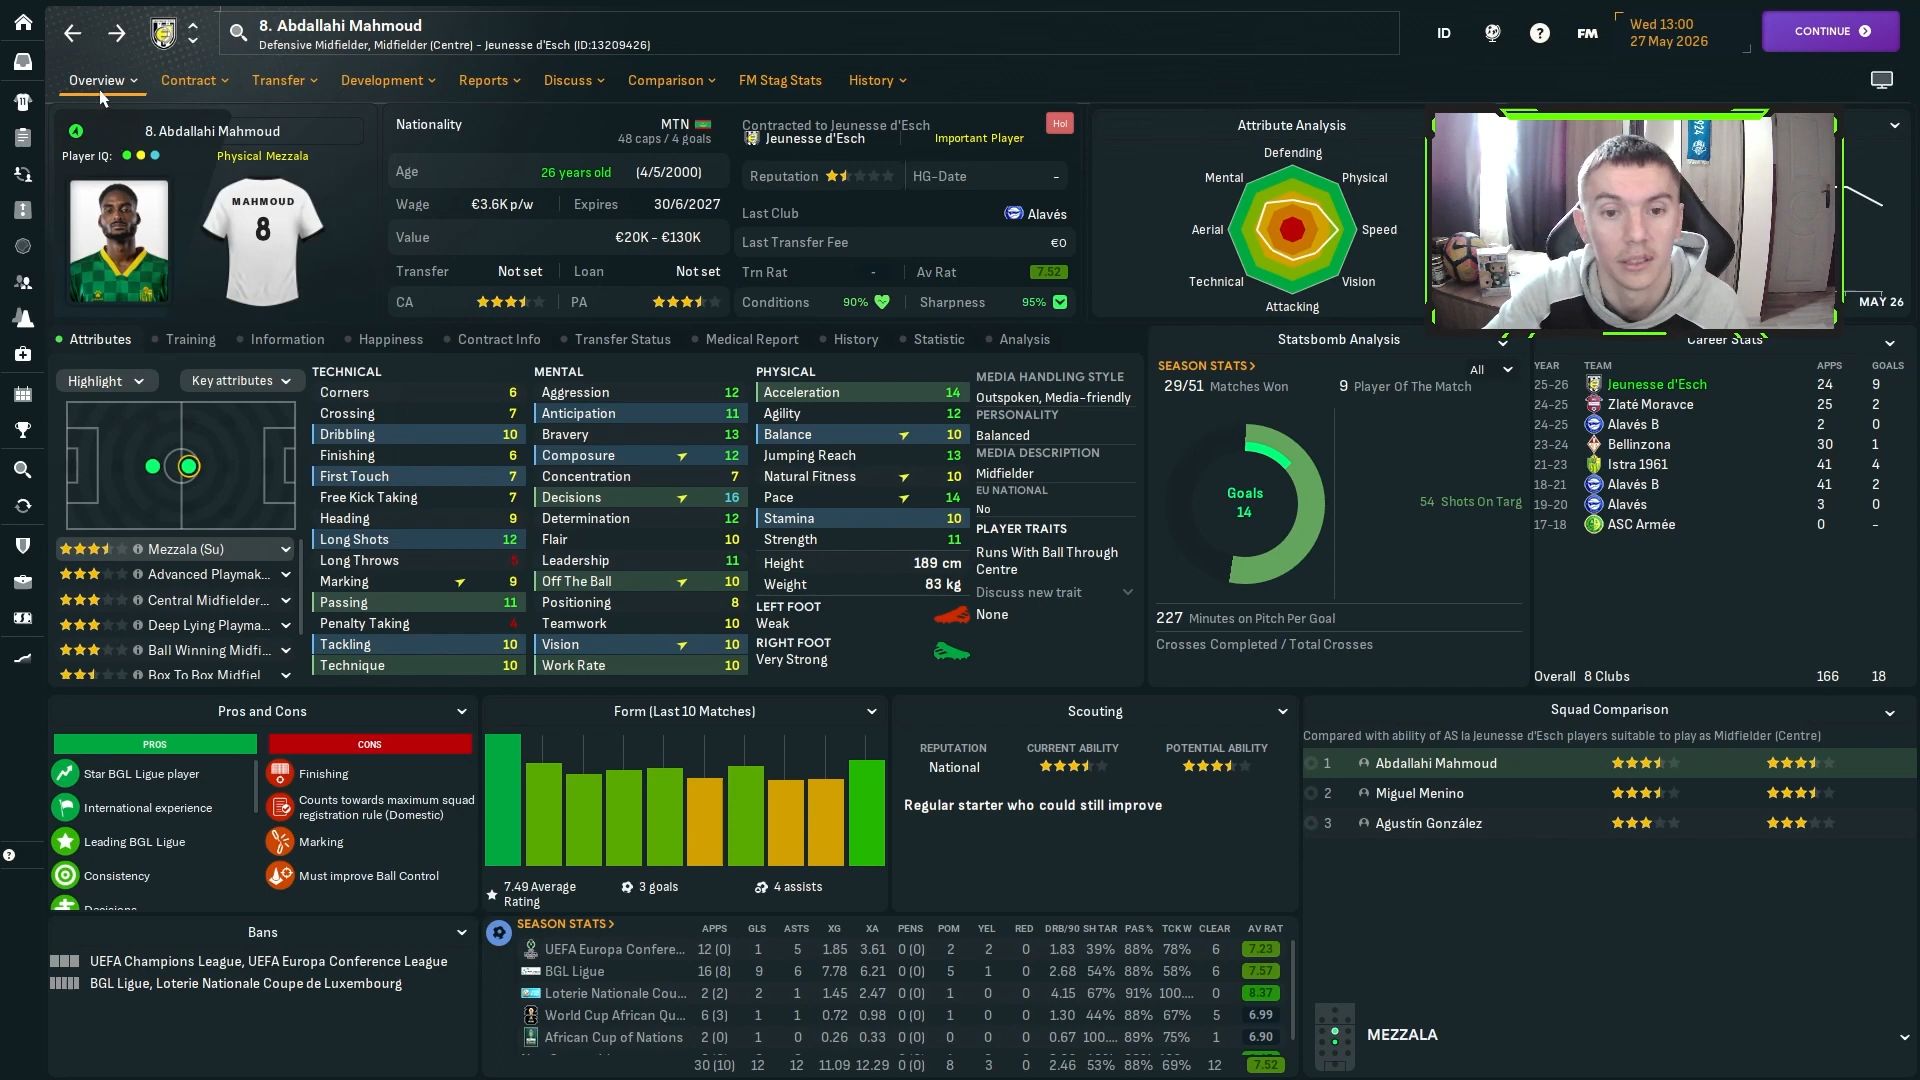 8. Abdallahi Mahmoud
Defensive Midfielder, Midfielder (Centre) - Jeunesse d'Esch (ID:13209426)
ID
FM
Wed 13:00
27 May 2026
CONTINUE
Overview
Contract
Transfer
Development
Reports
Discuss
Comparison
FM Stag Stats
History
8. Abdallahi Mahmoud
Player IQ:
Physical Mezzala
MAHMOUD
8
Nationality MTN
48 caps / 4 goals
Age 26 years old (4/5/2000)
Wage €3.6K p/w Expires 30/6/2027
Value €20K - €130K
Transfer Not set Loan Not set
CA PA
Contracted to Jeunesse d'Esch
Jeunesse d'Esch Important Player
Hol
Reputation HG-Date -
Last Club Alavés
Last Transfer Fee €0
Trn Rat - Av Rat 7.52
Conditions 90% Sharpness 95%
Attribute Analysis
Defending
Mental Physical
Aerial Speed
Technical Vision
Attacking
MAY 26
Attributes
Training
Information
Happiness
Contract Info
Transfer Status
Medical Report
History
Statistic
Analysis
Highlight
Key attributes
Mezzala (Su)
Advanced Playmak...
Central Midfielder...
Deep Lying Playma...
Ball Winning Midfi...
Box To Box Midfiel
TECHNICAL
Corners 6
Crossing 7
Dribbling 10
Finishing 6
First Touch 7
Free Kick Taking 7
Heading 9
Long Shots 12
Long Throws 5
Marking 9
Passing 11
Penalty Taking 4
Tackling 10
Technique 10
MENTAL
Aggression 12
Anticipation 11
Bravery 13
Composure 12
Concentration 7
Decisions 16
Determination 12
Flair 10
Leadership 11
Off The Ball 10
Positioning 8
Teamwork 10
Vision 10
Work Rate 10
PHYSICAL
Acceleration 14
Agility 12
Balance 10
Jumping Reach 13
Natural Fitness 10
Pace 14
Stamina 10
Strength 11
Height 189 cm
Weight 83 kg
LEFT FOOT
Weak
RIGHT FOOT
Very Strong
MEDIA HANDLING STYLE
Outspoken, Media-friendly
PERSONALITY
Balanced
MEDIA DESCRIPTION
Midfielder
EU NATIONAL
No
PLAYER TRAITS
Runs With Ball Through
Centre
Discuss new trait
None
Statsbomb Analysis
SEASON STATS >
All
29/51 Matches Won
9 Player Of The Match
Goals
14
54 Shots On Targ
227 Minutes on Pitch Per Goal
Crosses Completed / Total Crosses
Career Stats
YEAR TEAM APPS GOALS
25-26 Jeunesse d'Esch 24 9
24-25 Zlaté Moravce 25 2
24-25 Alavés B 2 0
23-24 Bellinzona 30 1
21-23 Istra 1961 41 4
18-21 Alavés B 41 2
19-20 Alavés 3 0
17-18 ASC Armée 0 -
Overall 8 Clubs 166 18
Pros and Cons
PROS
Star BGL Ligue player
International experience
Leading BGL Ligue
Consistency
Decisions
CONS
Finishing
Counts towards maximum squad
registration rule (Domestic)
Marking
Must improve Ball Control
Form (Last 10 Matches)
7.49 Average
Rating
3 goals
4 assists
Scouting
REPUTATION
National
CURRENT ABILITY
POTENTIAL ABILITY
Regular starter who could still improve
Squad Comparison
Compared with ability of AS la Jeunesse d'Esch players suitable to play as Midfielder (Centre)
1 Abdallahi Mahmoud
2 Miguel Menino
3 Agustín González
MEZZALA
Bans
UEFA Champions League, UEFA Europa Conference League
BGL Ligue, Loterie Nationale Coupe de Luxembourg
SEASON STATS > APPS GLS ASTS XG XA PENS POM YEL RED DRB/90 SH TAR PAS % TCK W CLEAR AV RAT
UEFA Europa Confere... 12 (0) 1 5 1.85 3.61 0 (0) 2 2 0 1.83 39% 88% 78% 6 7.23
BGL Ligue 16 (8) 9 6 7.78 6.21 0 (0) 5 1 0 2.68 54% 88% 58% 6 7.57
Loterie Nationale Cou... 2 (2) 2 1 1.45 2.47 0 (0) 1 0 0 4.15 67% 91% 100.... 0 8.37
World Cup African Qu... 6 (3) 1 1 0.72 0.98 0 (0) 1 0 0 1.30 44% 88% 67% 5 6.99
African Cup of Nations 2 (0) 1 0 0.26 0.33 0 (0) 0 0 0 0.67 100.... 89% 75% 1 6.90
30 (10) 12 12 11.09 12.29 0 (0) 8 3 0 2.46 53% 88% 69% 12 7.52